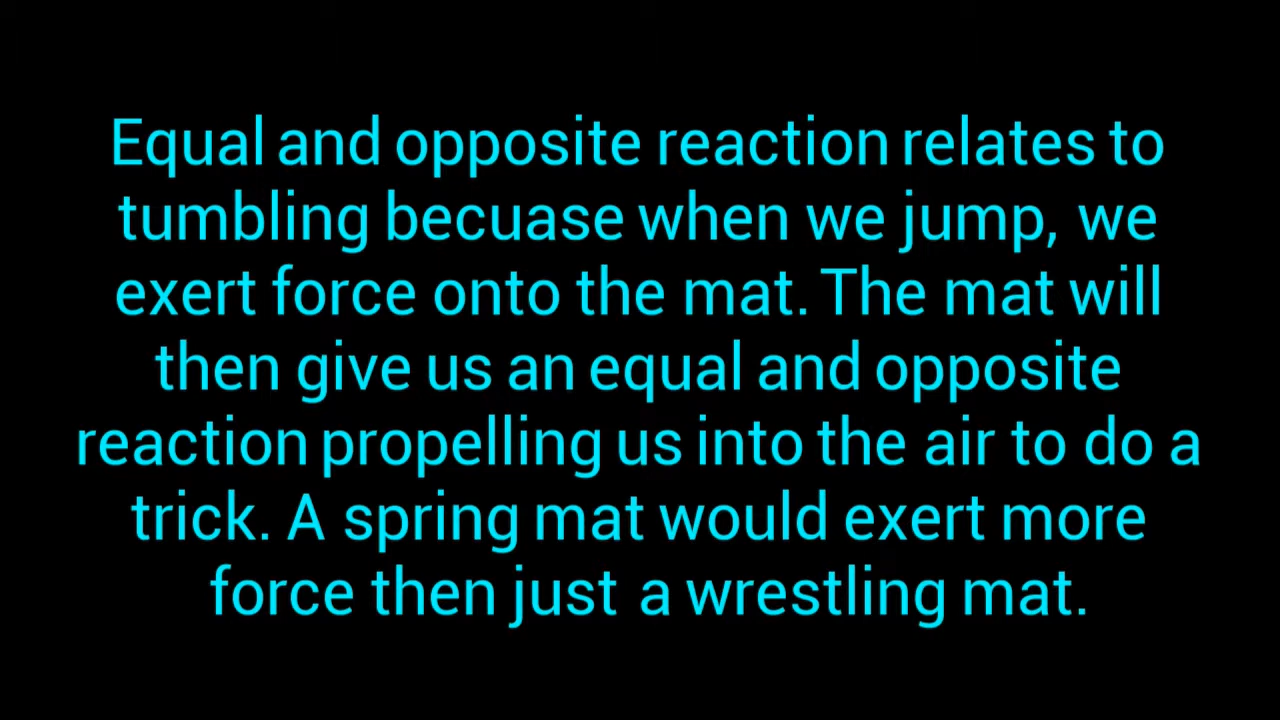 Equal and opposite reaction relates to
tumbling becuase when we jump, we
exert force onto the mat. The mat will
then give us an equal and opposite
reaction propelling us into the air to do a
trick. A spring mat would exert more
force then just a wrestling mat.